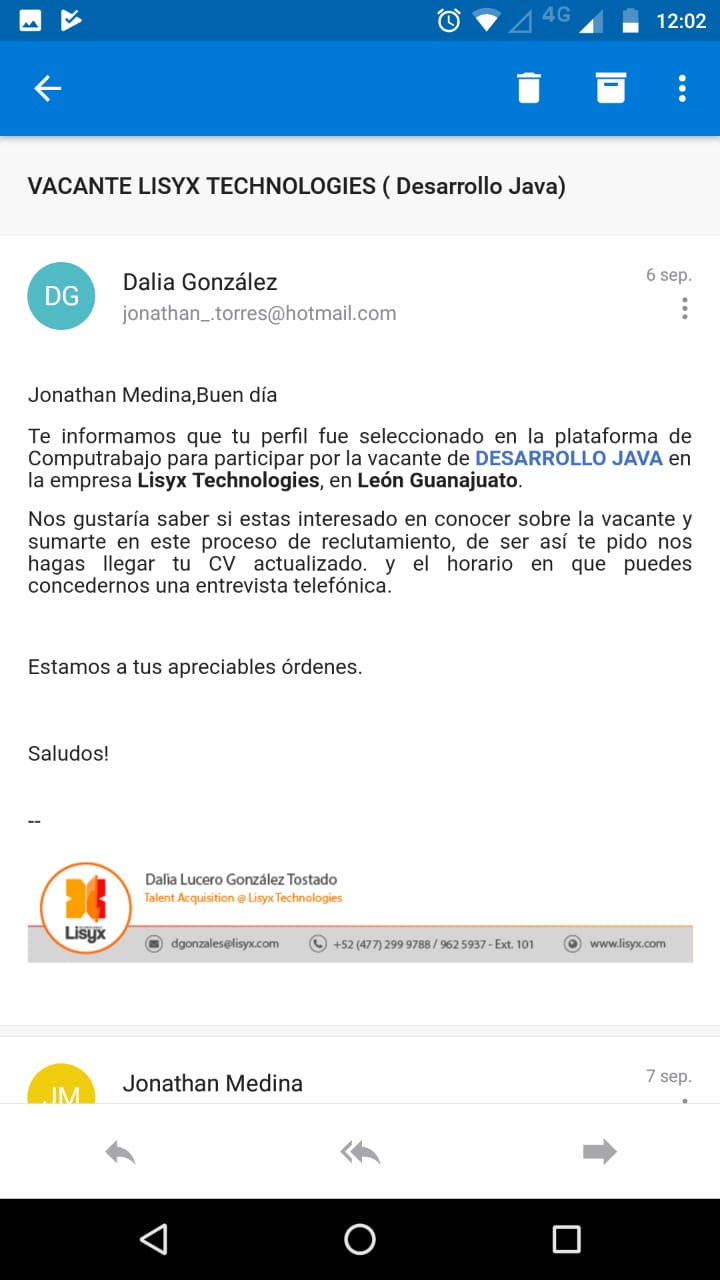 4G 12:02
VACANTE LISYX TECHNOLOGIES ( Desarrollo Java)
DG
Dalia González
6 sep.
jonathan_.torres@hotmail.com
Jonathan Medina,Buen día
Te informamos que tu perfil fue seleccionado en la plataforma de
Computrabajo para participar por la vacante de DESARROLLO JAVA en
la empresa Lisyx Technologies, en León Guanajuato.
Nos gustaría saber si estas interesado en conocer sobre la vacante y
sumarte en este proceso de reclutamiento, de ser así te pido nos
hagas llegar tu CV actualizado. y el horario en que puedes
concedernos una entrevista telefónica.
Estamos a tus apreciables órdenes.
Saludos!
--
Dalia Lucero González Tostado
Talent Acquisition @ Lisyx Technologies
Lisyx
dgonzales@lisyx.com +52 (477) 299 9788 / 962 5937 - Ext. 101 www.lisyx.com
JM
Jonathan Medina
7 sep.